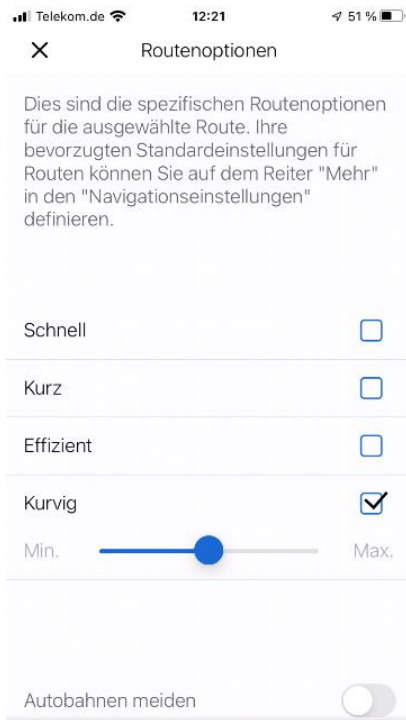 Telekom.de 12:21 51 %
Routenoptionen
Dies sind die spezifischen Routenoptionen
für die ausgewählte Route. Ihre
bevorzugten Standardeinstellungen für
Routen können Sie auf dem Reiter "Mehr"
in den "Navigationseinstellungen"
definieren.
Schnell
Kurz
Effizient
Kurvig
Min. Max.
Autobahnen meiden